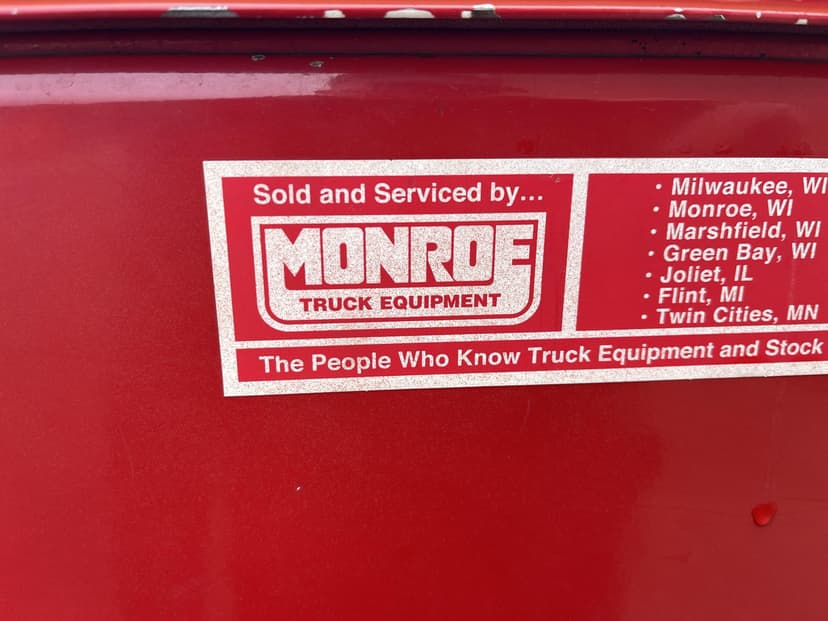 Sold and Serviced by...
MONROE
TRUCK EQUIPMENT
• Milwaukee, WI
• Monroe, WI
• Marshfield, WI
• Green Bay, WI
• Joliet, IL
• Flint, MI
• Twin Cities, MN
The People Who Know Truck Equipment and Stock